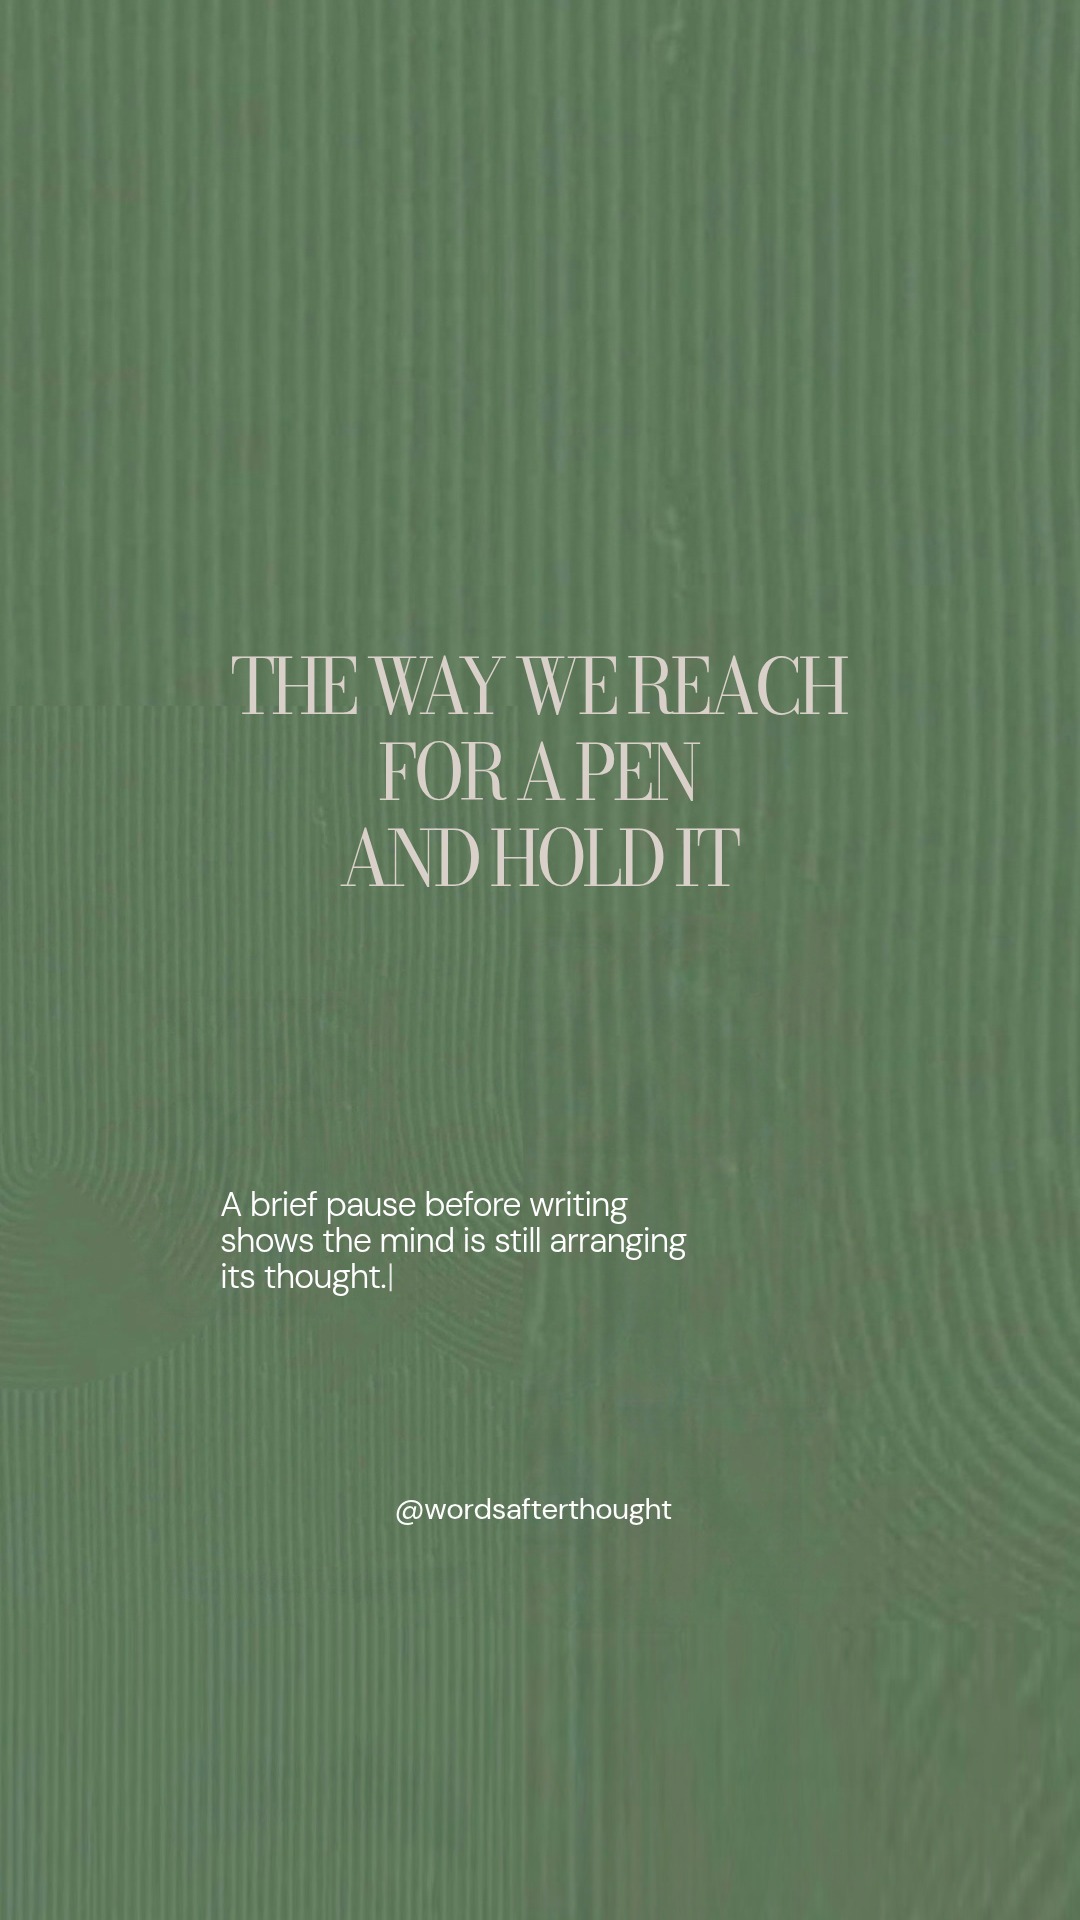 THE WAY WE REACH
FOR A PEN
AND HOLD IT
A brief pause before writing
shows the mind is still arranging
its thought.|
@wordsafterthought